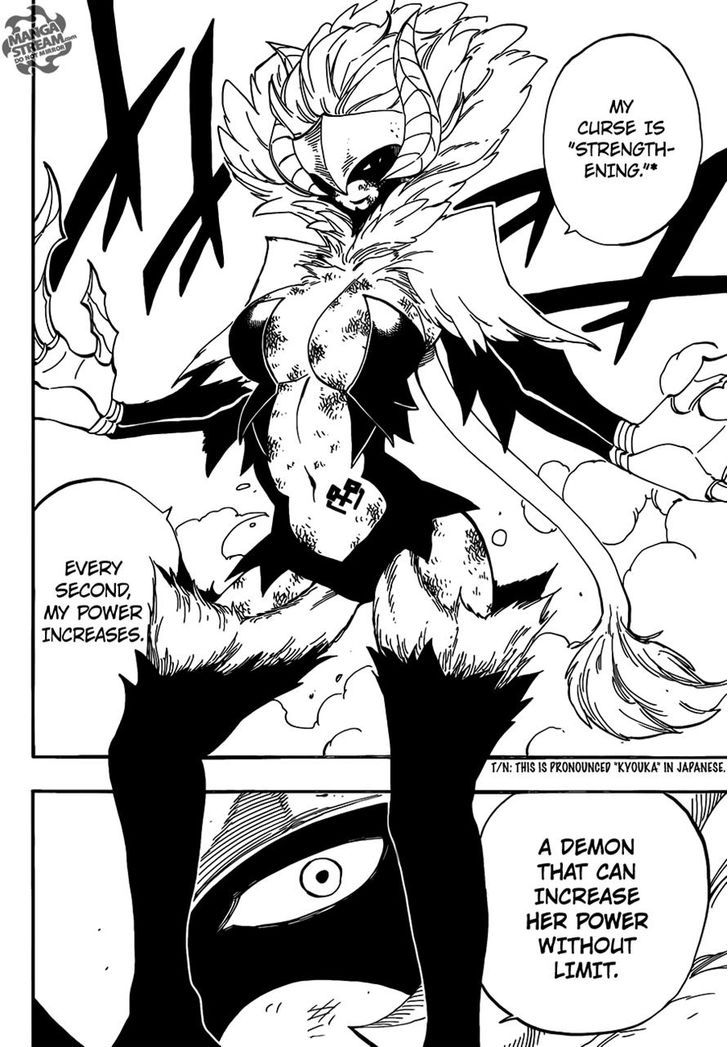 MANGA
STREAM.com
DO NOT MIRROR
MY
CURSE IS
"STRENGTH-
ENING."*
EVERY
SECOND,
MY POWER
INCREASES.
T/N: THIS IS PRONOUNCED "KYOUKA" IN JAPANESE.
A DEMON
THAT CAN
INCREASE
HER POWER
WITHOUT
LIMIT.